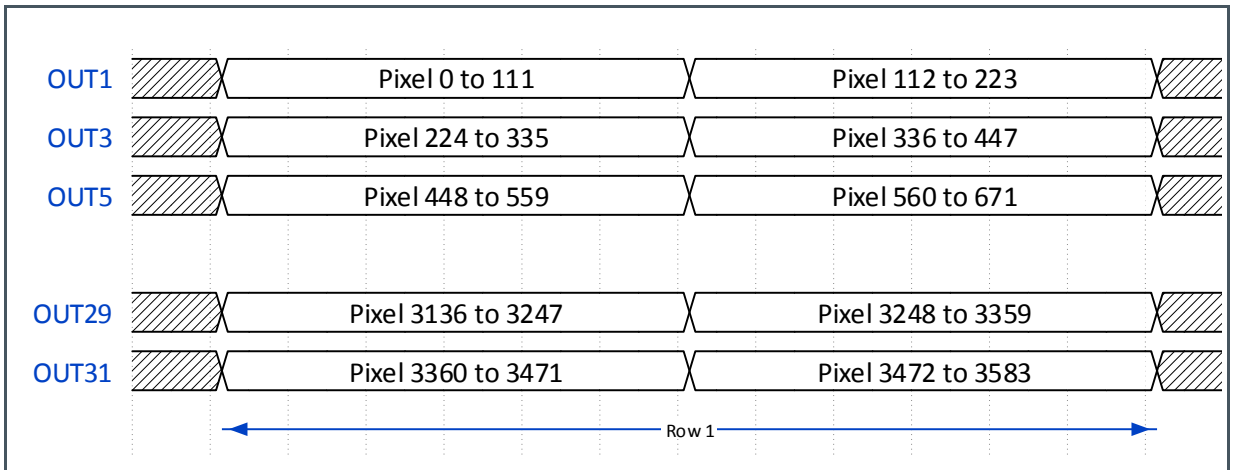 OUT1 Pixel 0 to 111 Pixel 112 to 223
OUT3 Pixel 224 to 335 Pixel 336 to 447
OUT5 Pixel 448 to 559 Pixel 560 to 671
OUT29 Pixel 3136 to 3247 Pixel 3248 to 3359
OUT31 Pixel 3360 to 3471 Pixel 3472 to 3583
Row 1